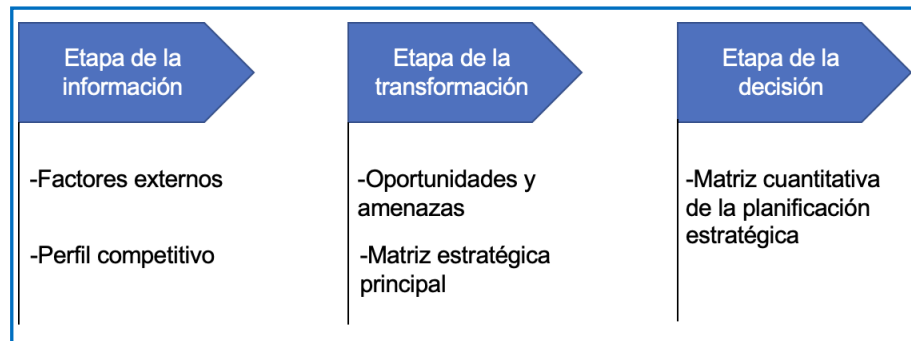 Etapa de la
información
Etapa de la
transformación
Etapa de la
decisión
-Factores externos
-Perfil competitivo
-Oportunidades y
amenazas
-Matriz estratégica
principal
-Matriz cuantitativa
de la planificación
estratégica